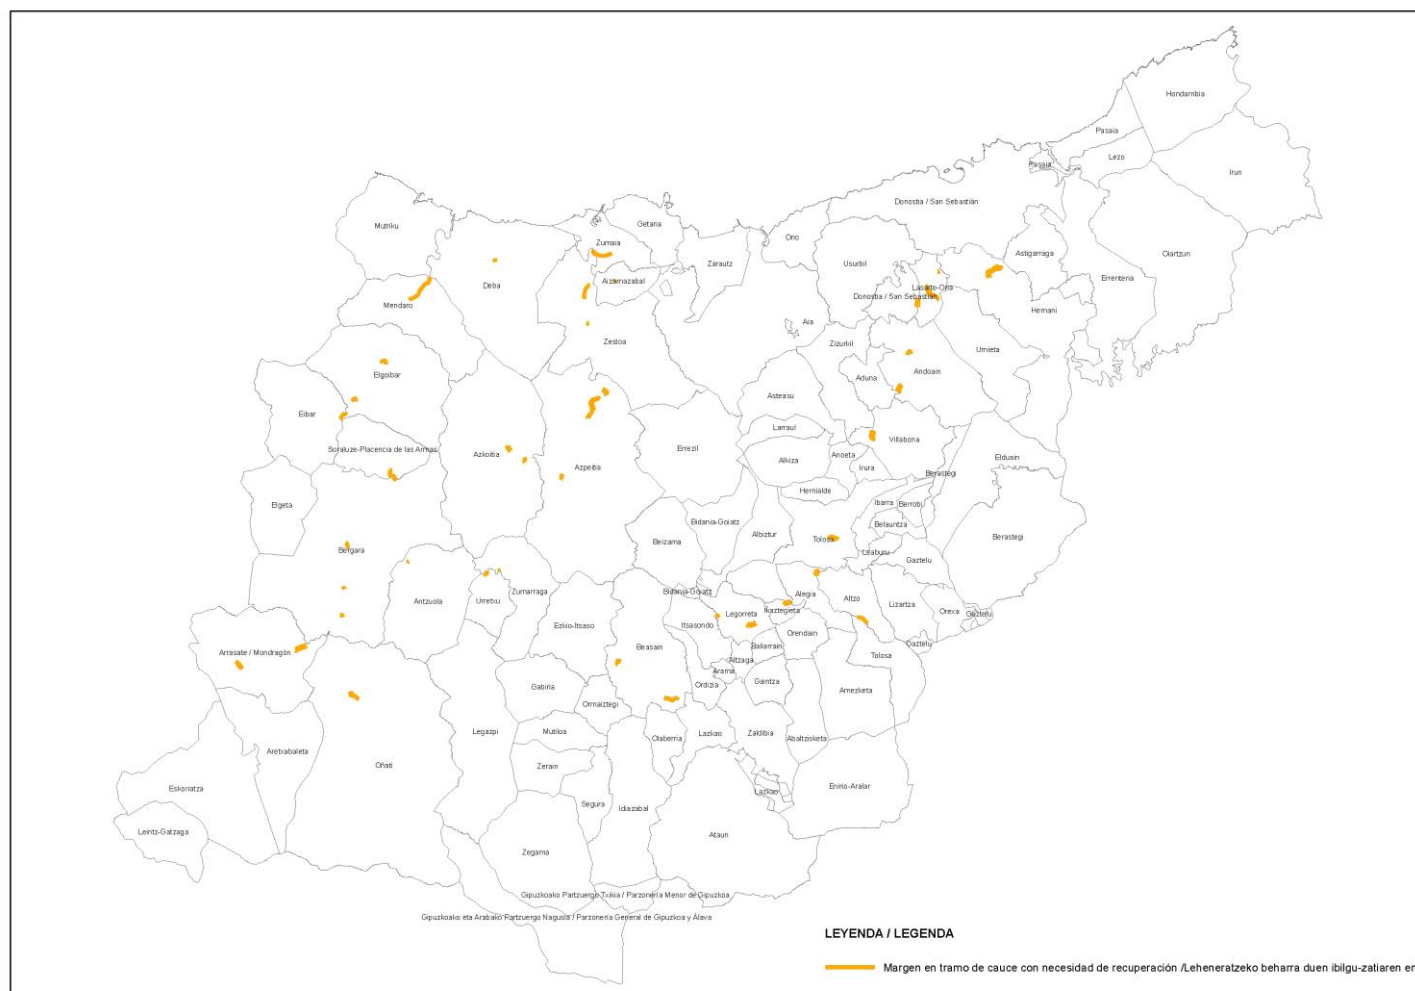 Hondarribia
Pasaia
Lezo
Pasaia
Irun
Donostia / San Sebastián
Mutriku
Getaria
Zumaia
Orio
Astigarraga
Oiartzun
Usurbil
Zarautz
Errenteria
Deba
Aizarnazabal
Lasarte-Oria
Donostia / San Sebastián
Mendaro
Hernani
Aia
Zestoa
Zizurkil
Urnieta
Elgoibar
Aduna
Andoain
Asteasu
Eibar
Larraul
Soraluze-Placencia de las Armas
Azkoitia
Errezil
Villabona
Anoeta
Elduain
Alkiza
Azpeitia
Irura
Berastegi
Hernialde
Elgeta
Ibarra
Berrobi
Bidania-Goiatz
Belauntza
Albiztur
Tolosa
Berastegi
Beizama
Bergara
Leaburu
Gaztelu
Bidania-Goiatz
Zumarraga
Alegia
Altzo
Antzuola
Urretxu
Lizartza
Ikaztegieta
Orexa
Gaztelu
Legorreta
Ezkio-Itsaso
Itsasondo
Orendain
Beasain
Baliarrain
Gaztelu
Arrasate / Mondragón
Altzaga
Tolosa
Arama
Gaintza
Ordizia
Gabiria
Amezketa
Ormaiztegi
Legazpi
Mutiloa
Zaldibia
Lazkao
Olaberria
Abaltzisketa
Aretxabaleta
Oñati
Zerain
Enirio-Aralar
Eskoriatza
Lazkao
Segura
Idiazabal
Leintz-Gatzaga
Ataun
Zegama
Gipuzkoako Partzuergo Txikia / Parzonería Menor de Gipuzkoa
Gipuzkoako eta Arabako Partzuergo Nagusia / Parzonería General de Gipuzkoa y Álava
LEYENDA / LEGENDA
Margen en tramo de cauce con necesidad de recuperación /Leheneratzeko beharra duen ibilgu-zatiaren er